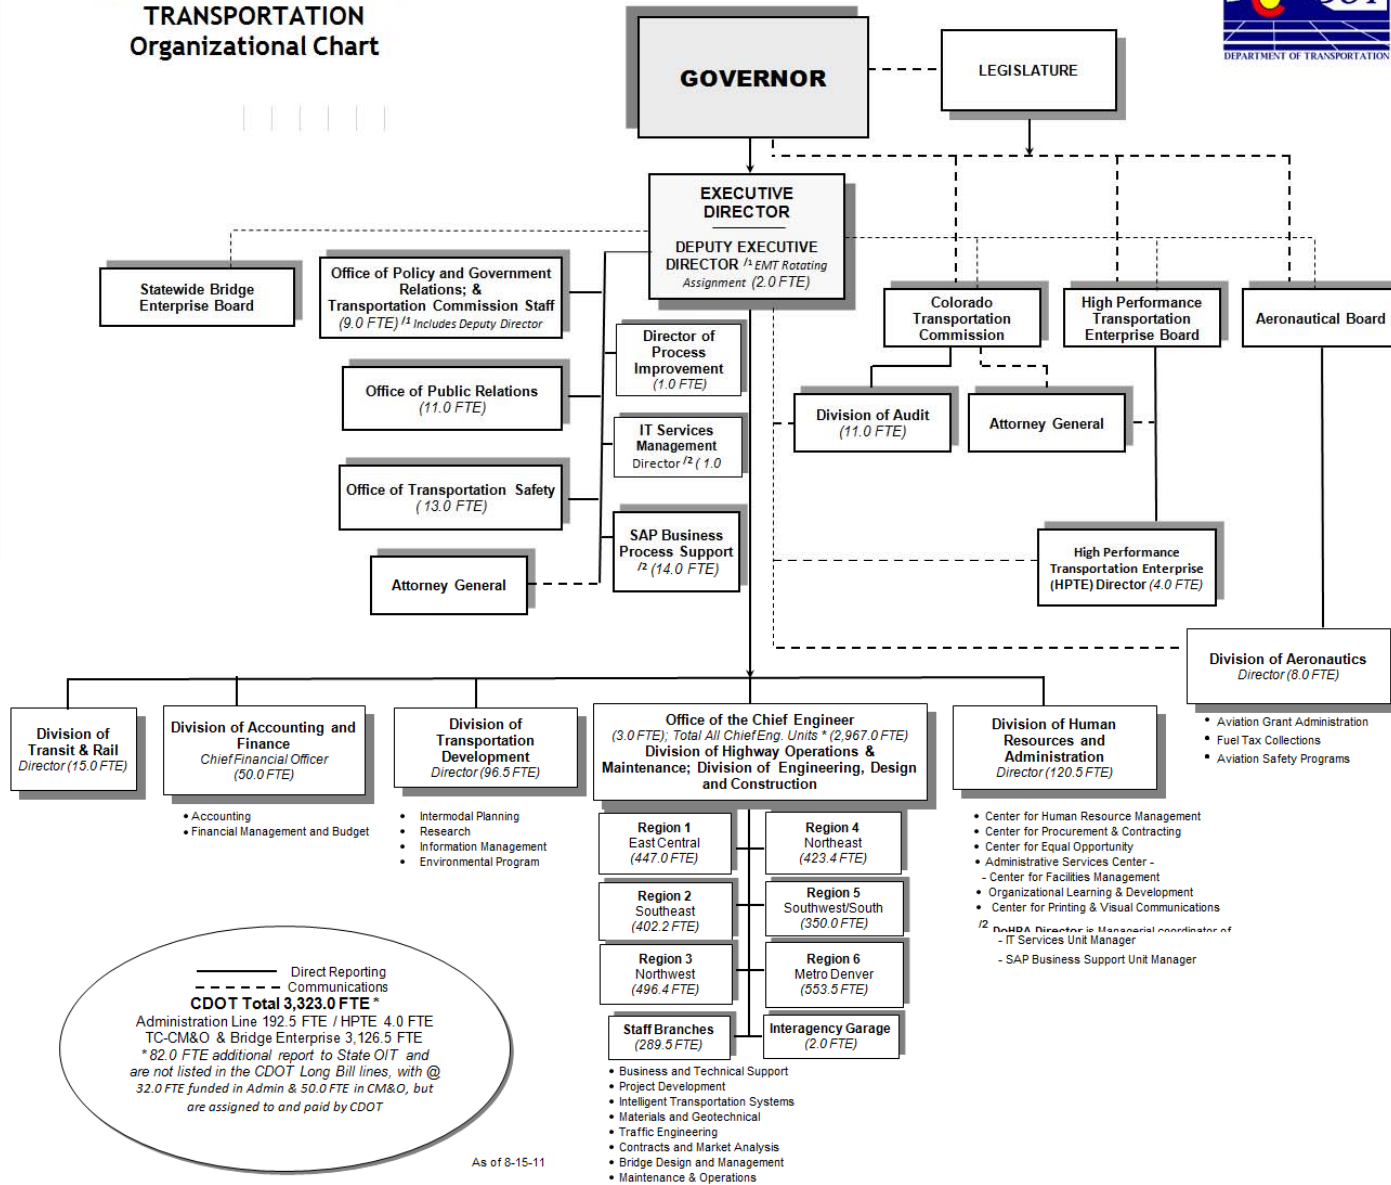 TRANSPORTATION
Organizational Chart
DEPARTMENT OF TRANSPORTATION
GOVERNOR
LEGISLATURE
EXECUTIVE
DIRECTOR
DEPUTY EXECUTIVE
DIRECTOR /1 EMT Rotating
Assignment (2.0 FTE)
Statewide Bridge
Enterprise Board
Office of Policy and Government
Relations; &
Transportation Commission Staff
(9.0 FTE) /1 Includes Deputy Director
Colorado
Transportation
Commission
High Performance
Transportation
Enterprise Board
Aeronautical Board
Director of
Process
Improvement
(1.0 FTE)
Office of Public Relations
(11.0 FTE)
IT Services
Management
Director /2 ( 1.0
Division of Audit
(11.0 FTE)
Attorney General
Office of Transportation Safety
( 13.0 FTE)
SAP Business
Process Support
/2 (14.0 FTE)
Attorney General
High Performance
Transportation Enterprise
(HPTE) Director (4.0 FTE)
Division of Aeronautics
Director (8.0 FTE)
• Aviation Grant Administration
• Fuel Tax Collections
• Aviation Safety Programs
Division of
Transit & Rail
Director (15.0 FTE)
Division of Accounting and
Finance
Chief Financial Officer
(50.0 FTE)
• Accounting
• Financial Management and Budget
Division of
Transportation
Development
Director (96.5 FTE)
• Intermodal Planning
• Research
• Information Management
• Environmental Program
Office of the Chief Engineer
(3.0 FTE); Total All Chief Eng. Units * (2,967.0 FTE)
Division of Highway Operations &
Maintenance; Division of Engineering, Design
and Construction
Division of Human
Resources and
Administration
Director (120.5 FTE)
• Center for Human Resource Management
• Center for Procurement & Contracting
• Center for Equal Opportunity
• Administrative Services Center -
- Center for Facilities Management
• Organizational Learning & Development
• Center for Printing & Visual Communications
/2 DoHRA Director is Managerial coordinator of
- IT Services Unit Manager
- SAP Business Support Unit Manager
Region 1
East Central
(447.0 FTE)
Region 4
Northeast
(423.4 FTE)
Region 2
Southeast
(402.2 FTE)
Region 5
Southwest/South
(350.0 FTE)
Region 3
Northwest
(496.4 FTE)
Region 6
Metro Denver
(553.5 FTE)
Staff Branches
(289.5 FTE)
Interagency Garage
(2.0 FTE)
• Business and Technical Support
• Project Development
• Intelligent Transportation Systems
• Materials and Geotechnical
• Traffic Engineering
• Contracts and Market Analysis
• Bridge Design and Management
• Maintenance & Operations
Direct Reporting
Communications
CDOT Total 3,323.0 FTE *
Administration Line 192.5 FTE / HPTE 4.0 FTE
TC-CM&O & Bridge Enterprise 3,126.5 FTE
* 82.0 FTE additional report to State OIT and
are not listed in the CDOT Long Bill lines, with @
32.0 FTE funded in Admin & 50.0 FTE in CM&O, but
are assigned to and paid by CDOT
As of 8-15-11